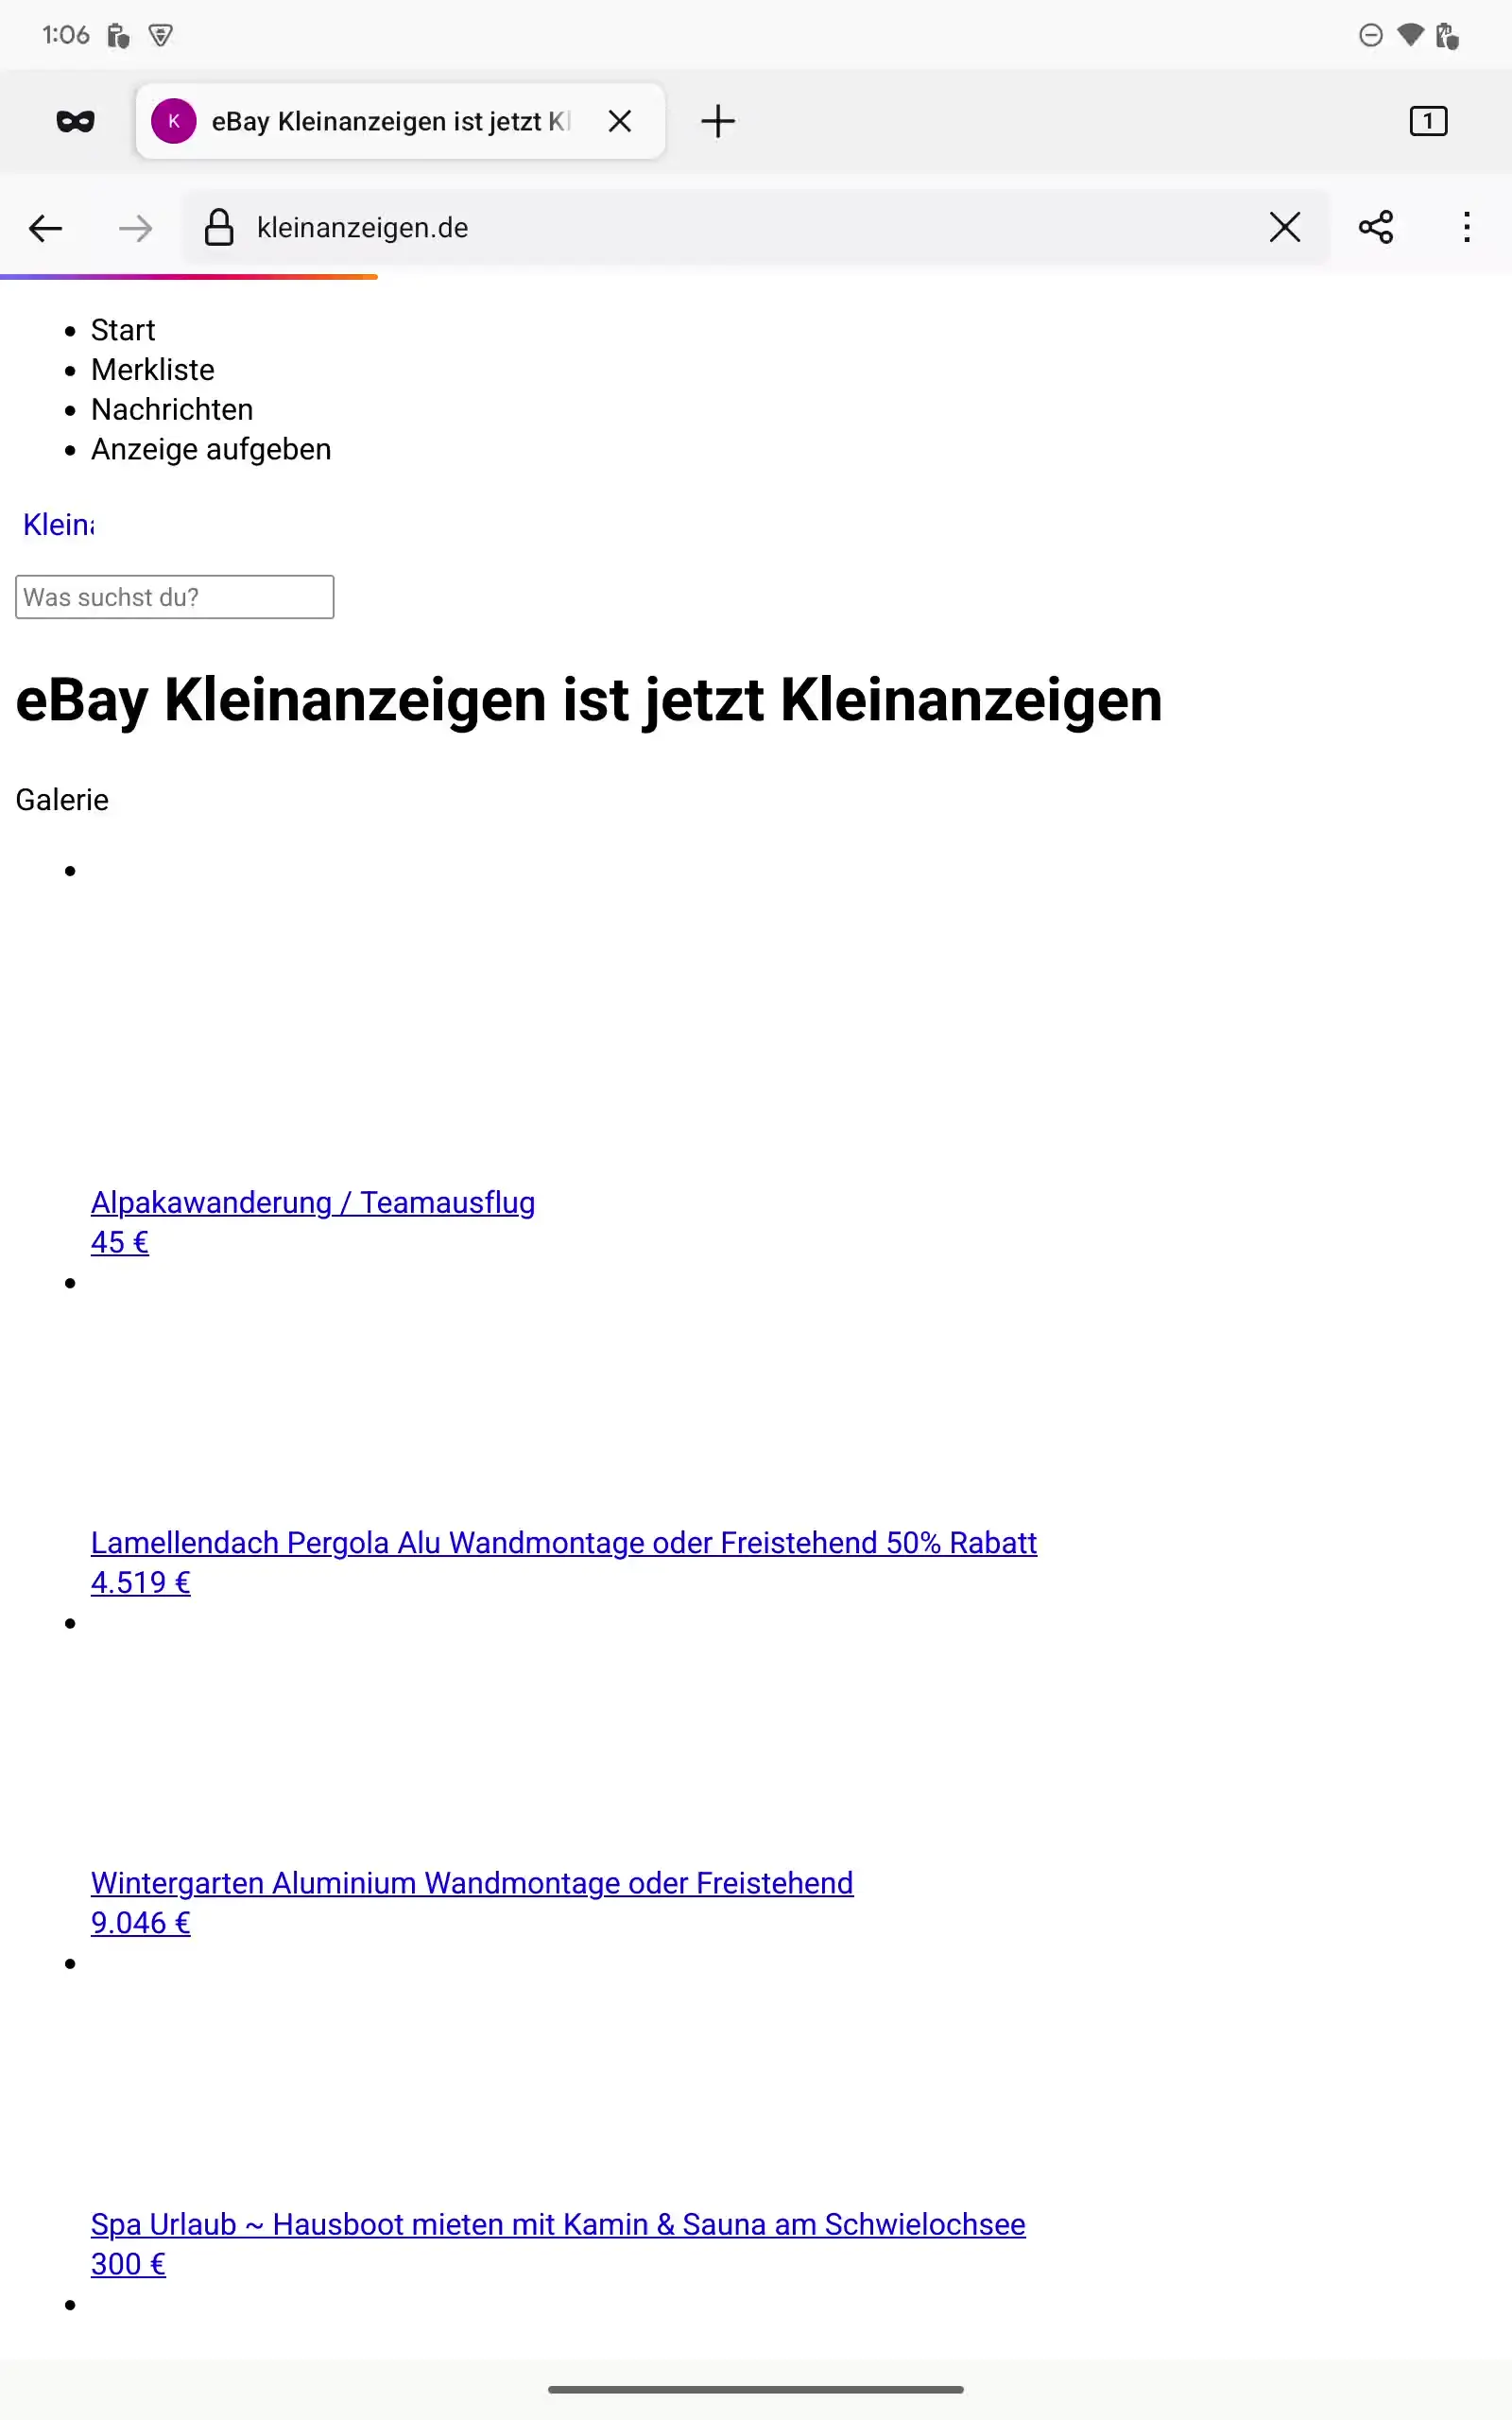 1:06
K eBay Kleinanzeigen ist jetzt Kl
1
kleinanzeigen.de
Start
Merkliste
Nachrichten
Anzeige aufgeben
Klein
Was suchst du?
eBay Kleinanzeigen ist jetzt Kleinanzeigen
Galerie
Alpakawanderung / Teamausflug
45 €
Lamellendach Pergola Alu Wandmontage oder Freistehend 50% Rabatt
4.519 €
Wintergarten Aluminium Wandmontage oder Freistehend
9.046 €
Spa Urlaub ~ Hausboot mieten mit Kamin & Sauna am Schwielochsee
300 €